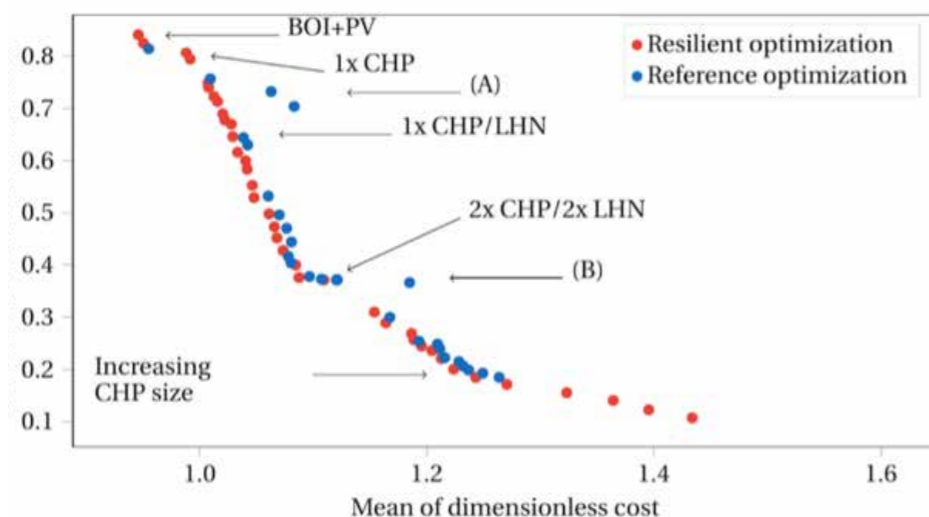 BOI+PV
Resilient optimization
Reference optimization
1x CHP
(A)
1x CHP/LHN
2x CHP/2x LHN
(B)
Increasing
CHP size
0.8
0.7
0.6
0.5
0.4
0.3
0.2
0.1
1.0
1.2
1.4
1.6
Mean of dimensionless cost